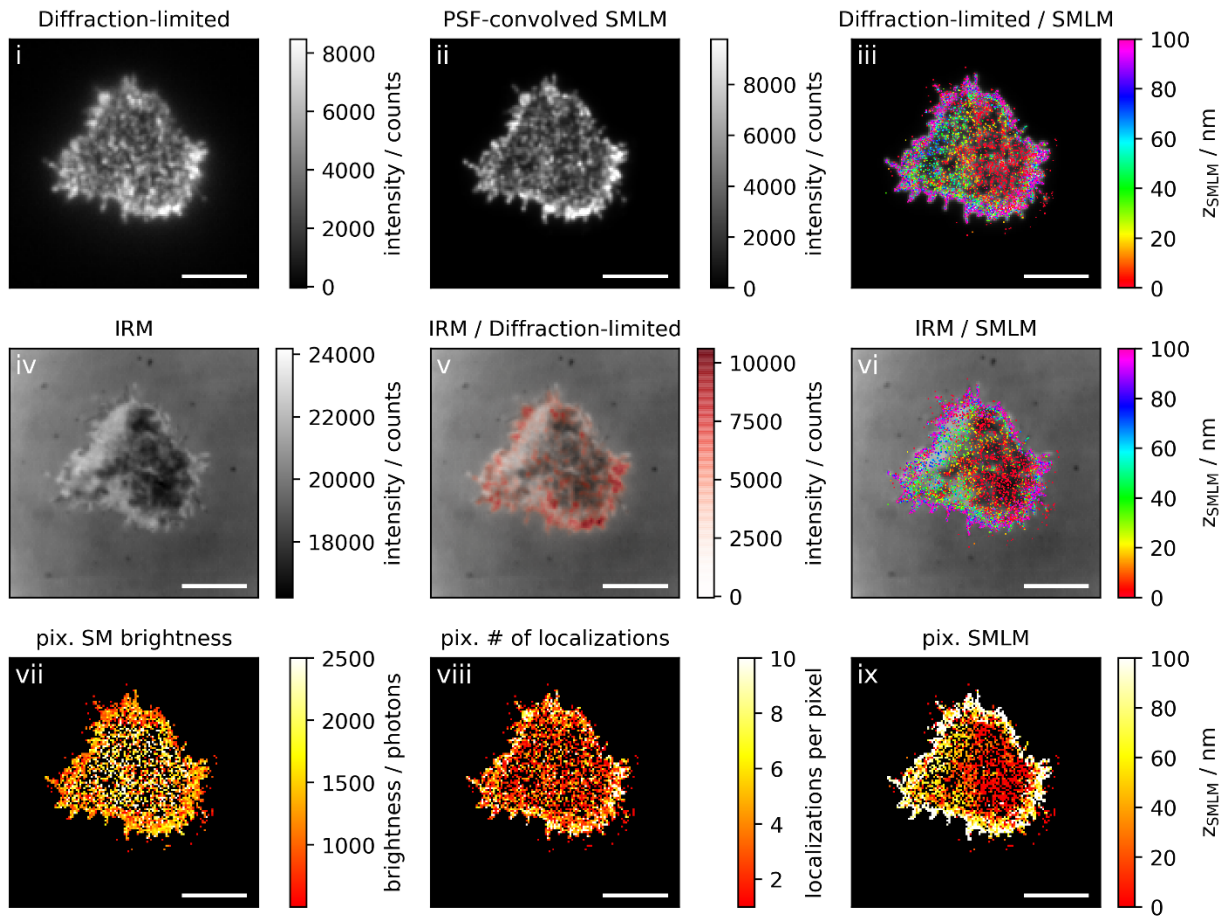 Diffraction-limited
PSF-convolved SMLM
Diffraction-limited / SMLM
i
8000
6000
4000
2000
0
intensity / counts
ii
8000
6000
4000
2000
0
intensity / counts
iii
100
80
60
40
20
0
zSMLM / nm
IRM
IRM / Diffraction-limited
IRM / SMLM
iv
24000
22000
20000
18000
intensity / counts
v
10000
7500
5000
2500
0
intensity / counts
vi
100
80
60
40
20
0
zSMLM / nm
pix. SM brightness
pix. # of localizations
pix. SMLM
vii
2500
2000
1500
1000
brightness / photons
viii
10
8
6
4
2
localizations per pixel
ix
100
80
60
40
20
0
zSMLM / nm